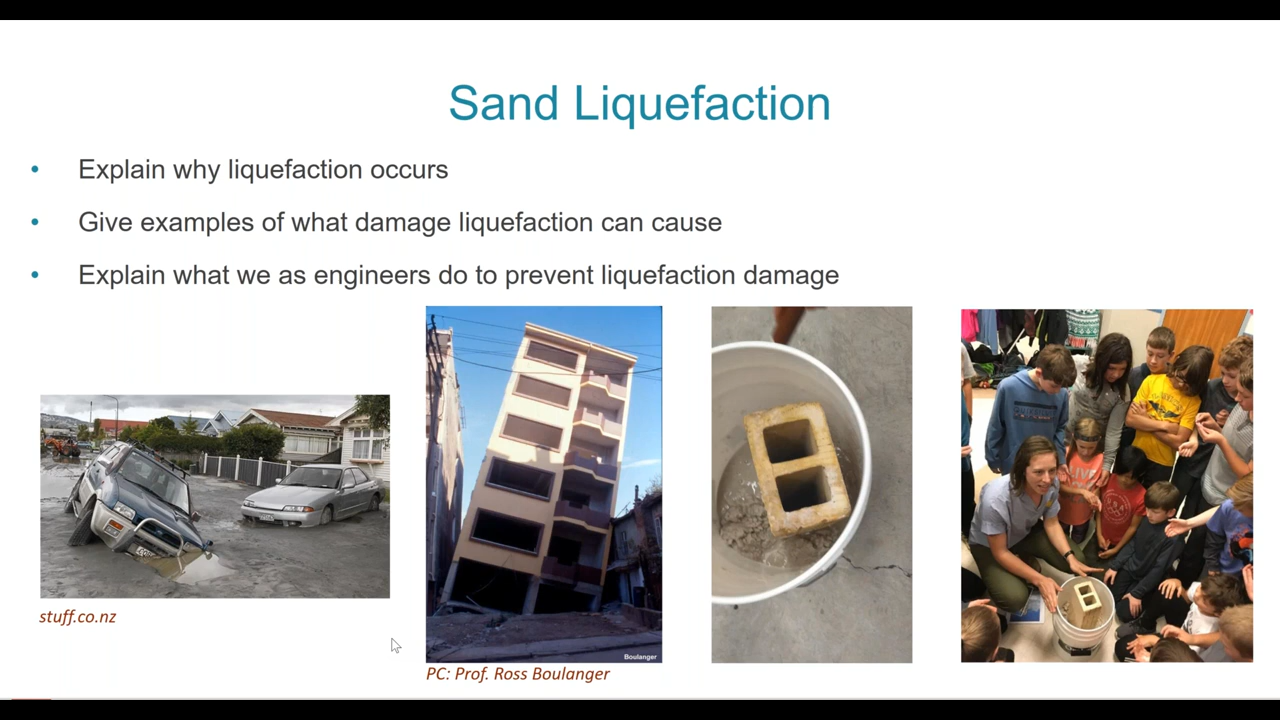 Sand Liquefaction
• Explain why liquefaction occurs
• Give examples of what damage liquefaction can cause
• Explain what we as engineers do to prevent liquefaction damage
stuff.co.nz
Boulanger
PC: Prof. Ross Boulanger